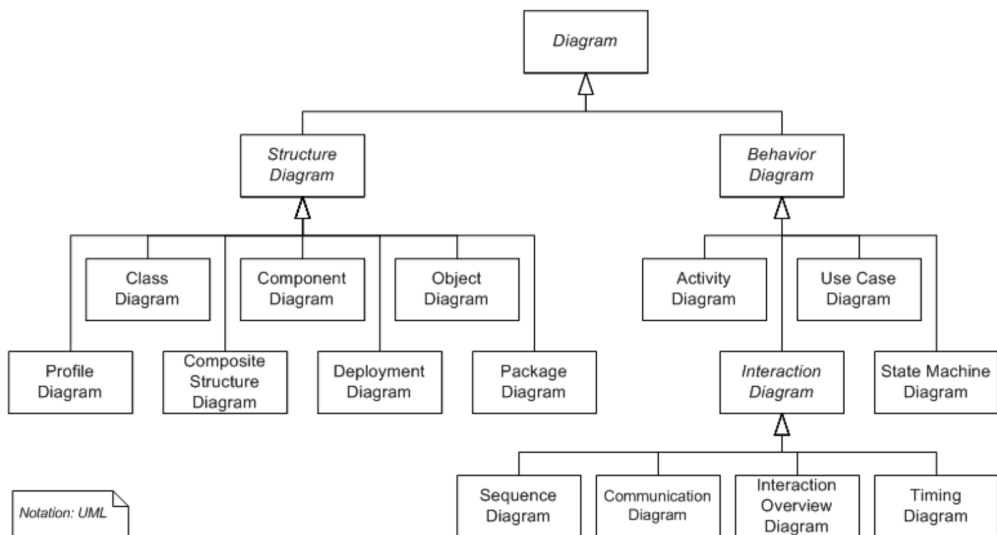 Diagram
Structure
Diagram
Behavior
Diagram
Class
Diagram
Component
Diagram
Object
Diagram
Activity
Diagram
Use Case
Diagram
Profile
Diagram
Composite
Structure
Diagram
Deployment
Diagram
Package
Diagram
Interaction
Diagram
State Machine
Diagram
Sequence
Diagram
Communication
Diagram
Interaction
Overview
Diagram
Timing
Diagram
Notation: UML